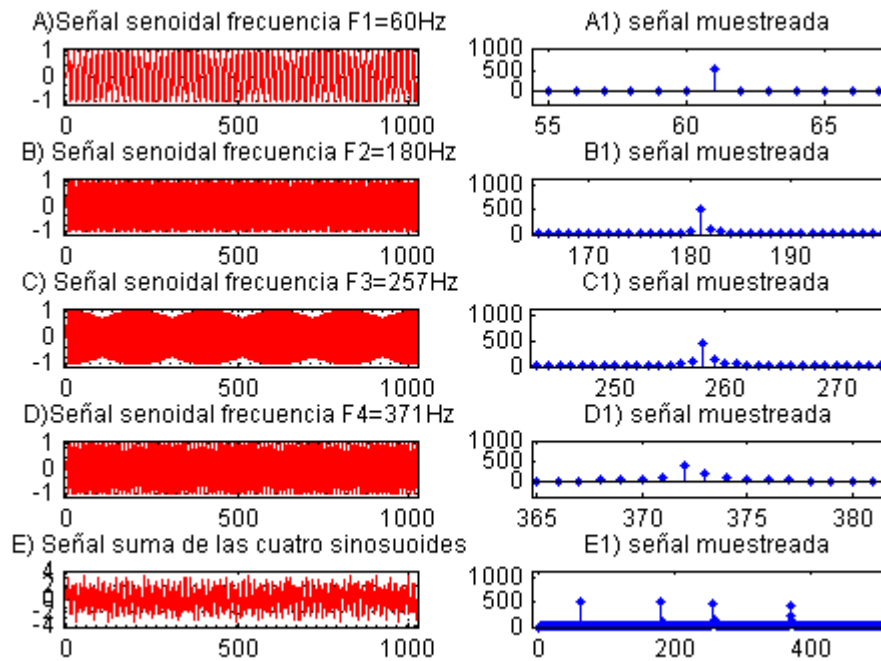 A)Señal senoidal frecuencia F1=60Hz
1
0
-1
0 500 1000
A1) señal muestreada
1000
500
0
55 60 65
B) Señal senoidal frecuencia F2=180Hz
1
0
-1
0 500 1000
B1) señal muestreada
1000
500
0
170 180 190
C) Señal senoidal frecuencia F3=257Hz
1
0
-1
0 500 1000
C1) señal muestreada
1000
500
0
250 260 270
D)Señal senoidal frecuencia F4=371Hz
1
0
-1
0 500 1000
D1) señal muestreada
1000
500
0
365 370 375 380
E) Señal suma de las cuatro sinosuoides
4
2
0
-2
-4
0 500 1000
E1) señal muestreada
1000
500
0
0 200 400